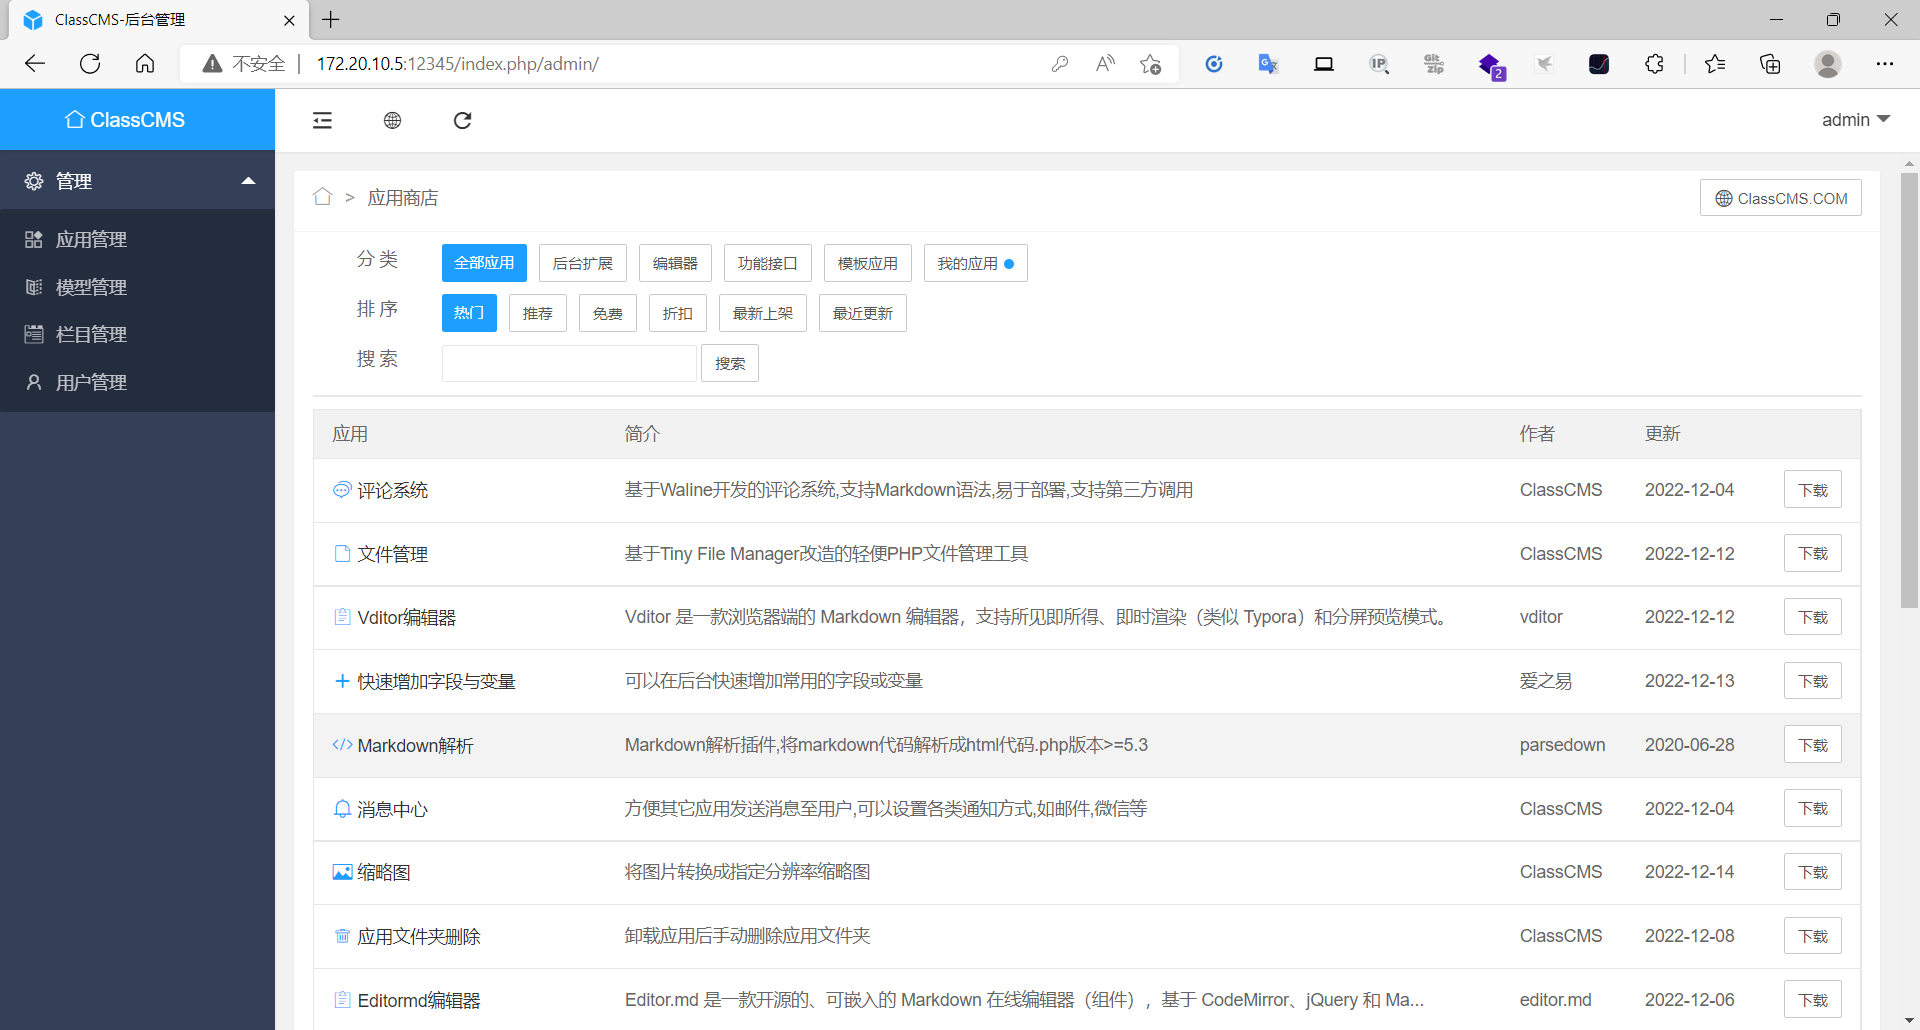 ClassCMS-后台管理
不安全 172.20.10.5:12345/index.php/admin/
IP
Git Zip
2
ClassCMS
admin
管理
应用管理
模型管理
栏目管理
用户管理
> 应用商店
ClassCMS.COM
分类 全部应用 后台扩展 编辑器 功能接口 模板应用 我的应用
排序 热门 推荐 免费 折扣 最新上架 最近更新
搜索 搜索
应用 简介 作者 更新
评论系统 基于Waline开发的评论系统,支持Markdown语法,易于部署,支持第三方调用 ClassCMS 2022-12-04 下载
文件管理 基于Tiny File Manager改造的轻便PHP文件管理工具 ClassCMS 2022-12-12 下载
Vditor编辑器 Vditor 是一款浏览器端的 Markdown 编辑器，支持所见即所得、即时渲染（类似 Typora）和分屏预览模式。 vditor 2022-12-12 下载
快速增加字段与变量 可以在后台快速增加常用的字段或变量 爱之易 2022-12-13 下载
Markdown解析 Markdown解析插件,将markdown代码解析成html代码.php版本>=5.3 parsedown 2020-06-28 下载
消息中心 方便其它应用发送消息至用户,可以设置各类通知方式,如邮件,微信等 ClassCMS 2022-12-04 下载
缩略图 将图片转换成指定分辨率缩略图 ClassCMS 2022-12-14 下载
应用文件夹删除 卸载应用后手动删除应用文件夹 ClassCMS 2022-12-08 下载
Editormd编辑器 Editor.md 是一款开源的、可嵌入的 Markdown 在线编辑器（组件），基于 CodeMirror、jQuery 和 Ma... editor.md 2022-12-06 下载